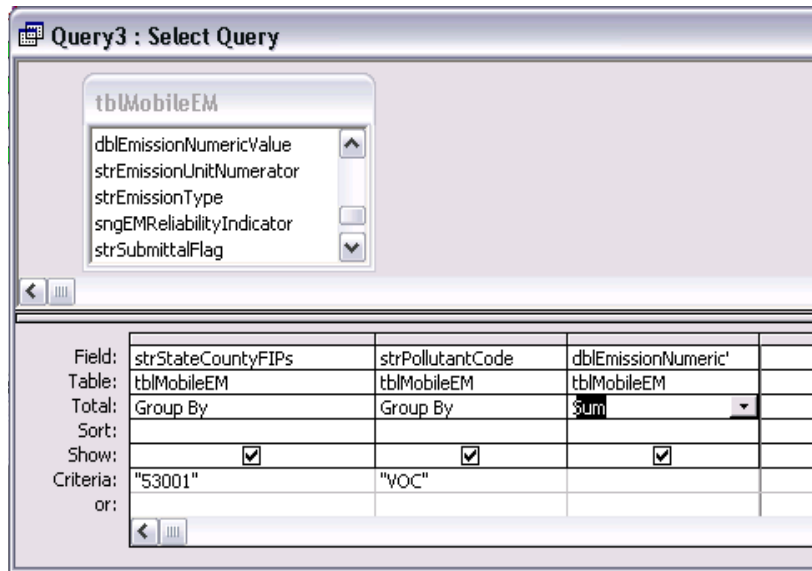 Query3 : Select Query
tblMobileEM
dblEmissionNumericValue
strEmissionUnitNumerator
strEmissionType
sngEMReliabilityIndicator
strSubmittalFlag
Field: strStateCountyFIPs strPollutantCode dblEmissionNumeric'
Table: tblMobileEM tblMobileEM tblMobileEM
Total: Group By Group By Sum
Sort:
Show:
Criteria: "53001" "VOC"
or: